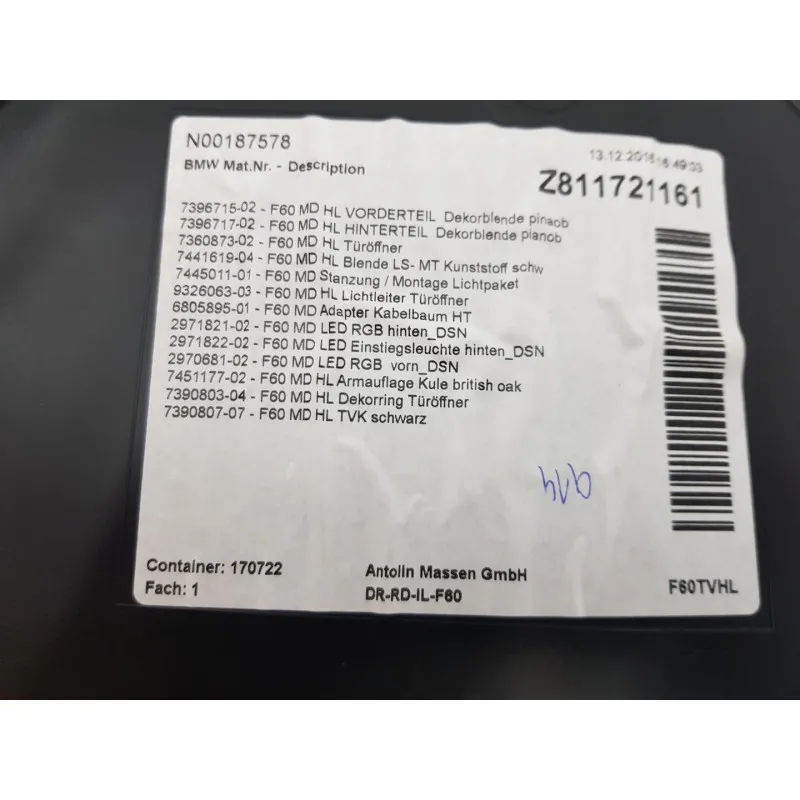 N00187578
13.12.2016 16:49:03
BMW Mat.Nr. - Description
Z811721161
7396715-02 - F60 MD HL VORDERTEIL Dekorblende pinaob
7396717-02 - F60 MD HL HINTERTEIL Dekorblende pianob
7360873-02 - F60 MD HL Türöffner
7441619-04 - F60 MD HL Blende LS- MT Kunststoff schw
7445011-01 - F60 MD Stanzung / Montage Lichtpaket
9326063-03 - F60 MD HL Lichtleiter Türöffner
6805895-01 - F60 MD Adapter Kabelbaum HT
2971821-02 - F60 MD LED RGB hinten_DSN
2971822-02 - F60 MD LED Einstiegsleuchte hinten_DSN
2970681-02 - F60 MD LED RGB vorn_DSN
7451177-02 - F60 MD HL Armauflage Kule british oak
7390803-04 - F60 MD HL Dekorring Türöffner
7390807-07 - F60 MD HL TVK schwarz
Container: 170722
Fach: 1
Antolin Massen GmbH
DR-RD-IL-F60
F60TVHL